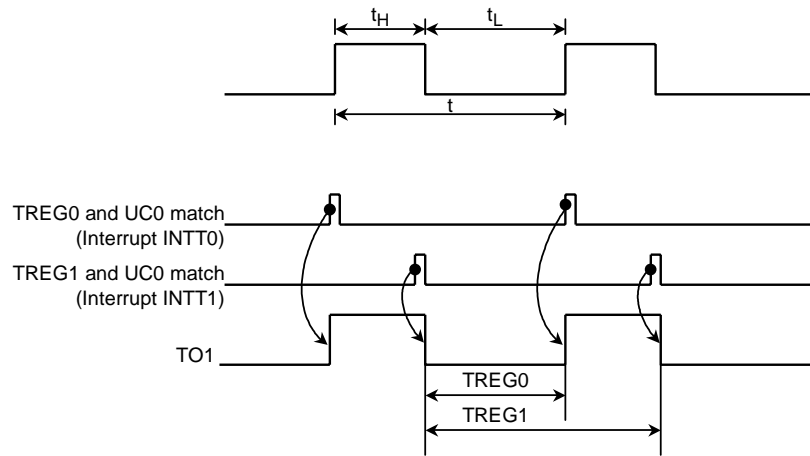 tH
tL
t
TREG0 and UC0 match
(Interrupt INTT0)
TREG1 and UC0 match
(Interrupt INTT1)
TO1
TREG0
TREG1